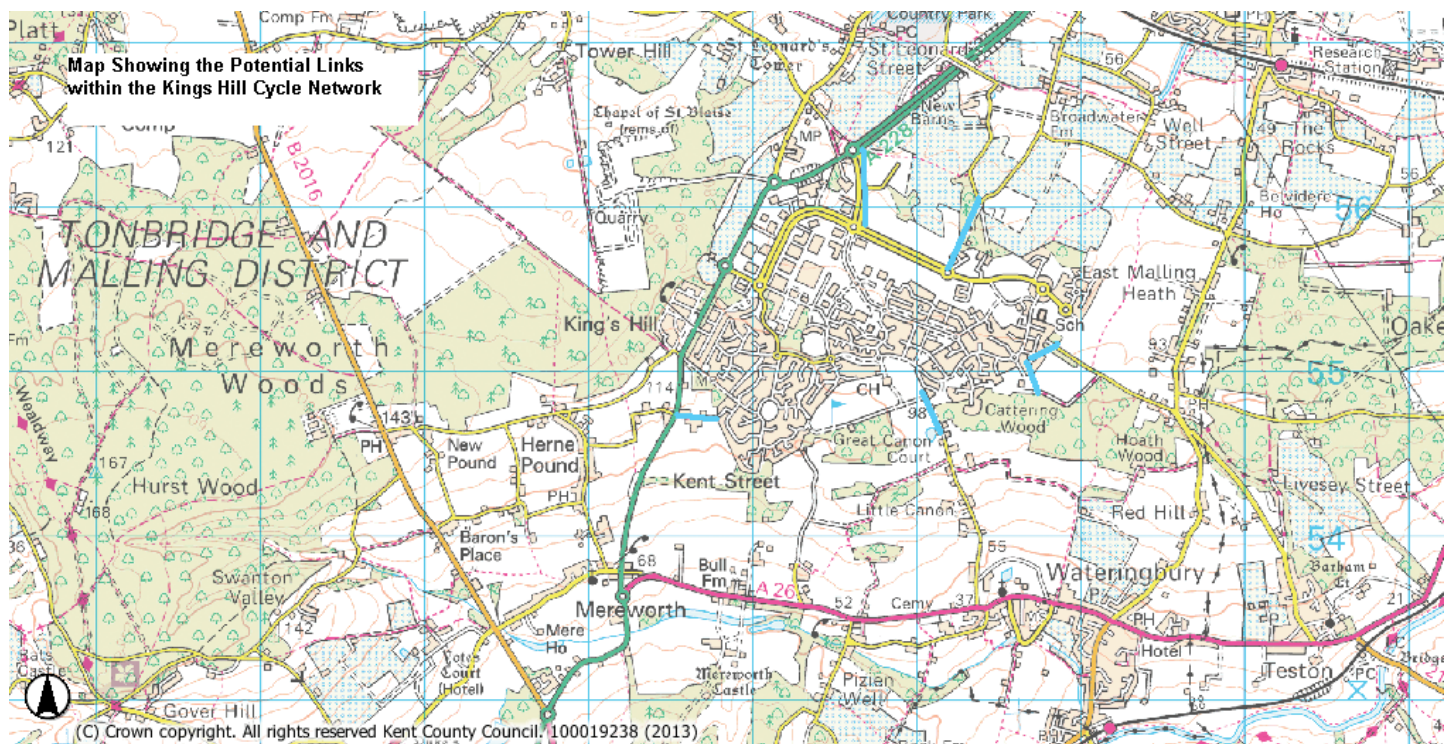 Platt
Comp Fm
Country Park
PC
Map Showing the Potential Links
within the Kings Hill Cycle Network
Tower Hill
St Leonard's
Tower
St Leonard
Street
56
Research
Station
Comp
121
Chapel of St Blaise
(rems of)
MP
New
Barns
Broadwater
Fm
Well
Street
49
The
Rocks
B 2016
A 228
56
Quarry
Belvidere
Ho
56
TONBRIDGE AND
MALLING DISTRICT
East Malling
Heath
King's Hill
Sch
Oake
Mereworth
Woods
93
55
114
CH
Wealdway
143
PH
New
Pound
Herne
Pound
98
Cattering
Wood
Great Canon
Court
Hoath
Wood
167
Hurst Wood
168
Kent Street
PH
Little Canon
Red Hill
Livesey Street
36
Baron's
Place
54
55
Swanton
Valley
68
Bull
Fm
Wateringbury
Barham
Ct
A 26
52
Cemy
37
21
Mereworth
PH
142
Mere
Ho
Hotel
Yotes
Court
(Hotel)
Mereworth
Castle
Pizien
Well
Teston
PC
Gover Hill
(C) Crown copyright. All rights reserved Kent County Council. 100019238 (2013)